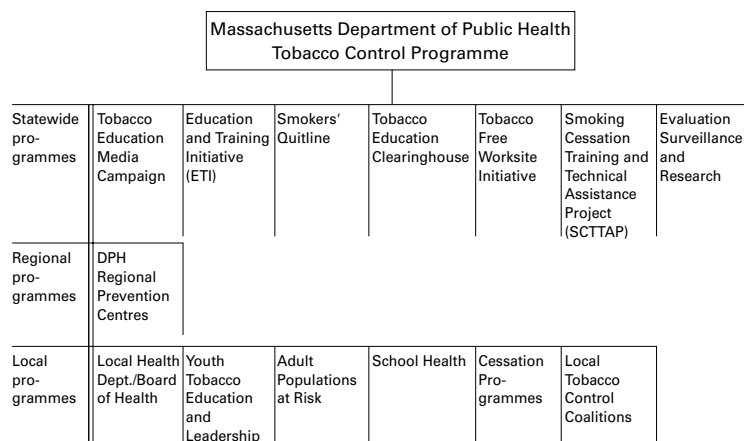 Massachusetts Department of Public Health
Tobacco Control Programme
Statewide
pro-
grammes
Tobacco
Education
Media
Campaign
Education
and Training
Initiative
(ETI)
Smokers'
Quitline
Tobacco
Education
Clearinghouse
Tobacco
Free
Worksite
Initiative
Smoking
Cessation
Training and
Technical
Assistance
Project
(SCTTAP)
Evaluation
Surveillance
and
Research
Regional
pro-
grammes
DPH
Regional
Prevention
Centres
Local
pro-
grammes
Local Health
Dept./Board
of Health
Youth
Tobacco
Education
and
Leadership
Adult
Populations
at Risk
School Health
Cessation
Pro-
grammes
Local
Tobacco
Control
Coalitions